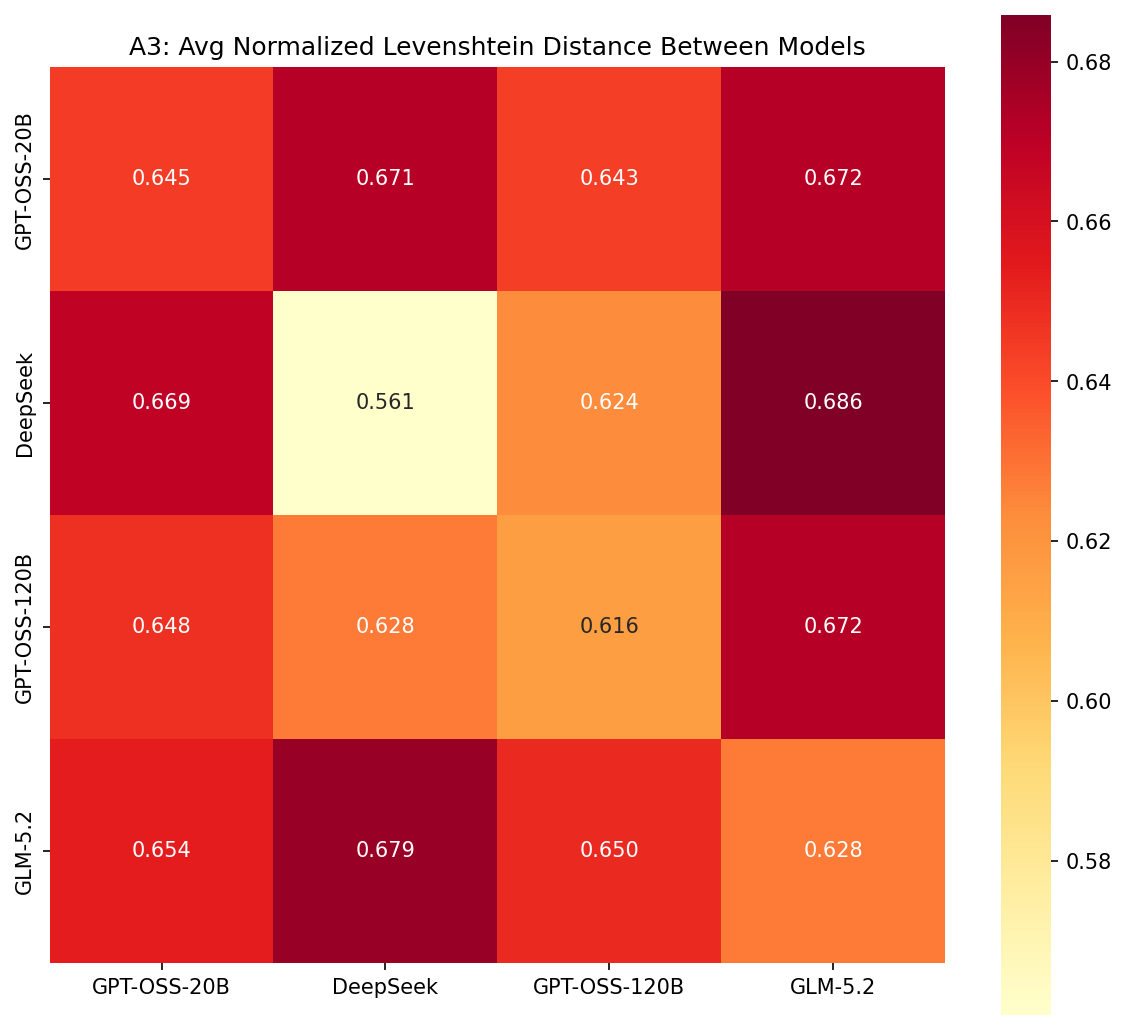 A3: Avg Normalized Levenshtein Distance Between Models
GPT-OSS-20B
0.645 0.671 0.643 0.672
DeepSeek
0.669 0.561 0.624 0.686
GPT-OSS-120B
0.648 0.628 0.616 0.672
GLM-5.2
0.654 0.679 0.650 0.628
GPT-OSS-20B DeepSeek GPT-OSS-120B GLM-5.2
0.68
0.66
0.64
0.62
0.60
0.58